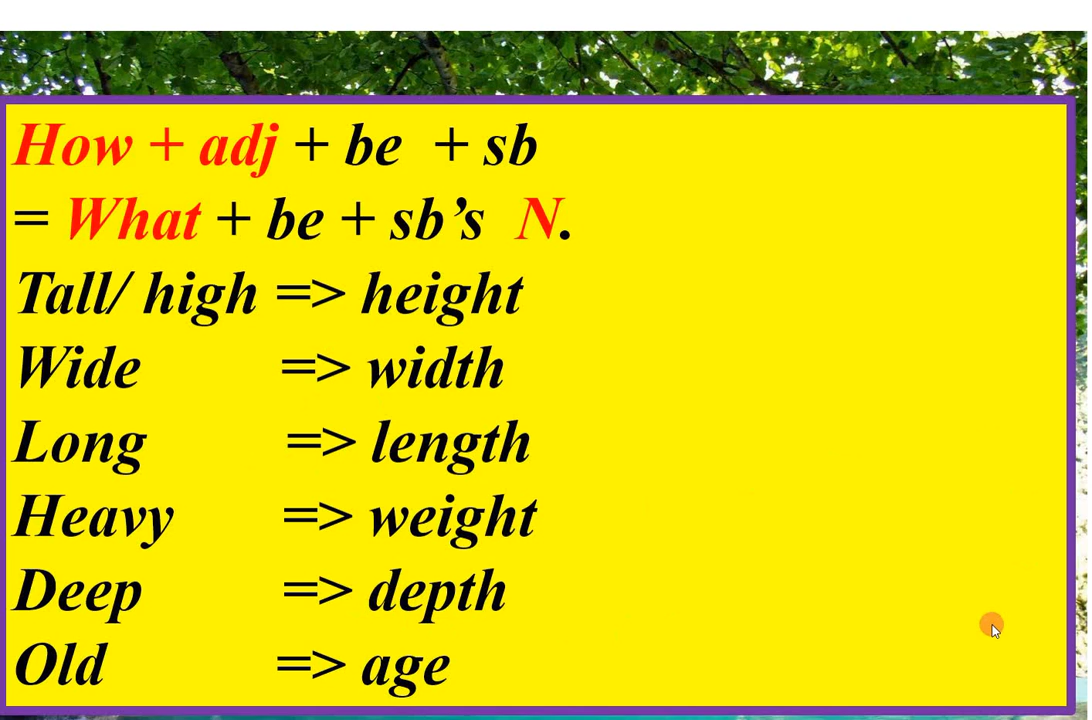 How + adj + be + sb
= What + be + sb’s N.
Tall/ high => height
Wide => width
Long => length
Heavy => weight
Deep => depth
Old => age